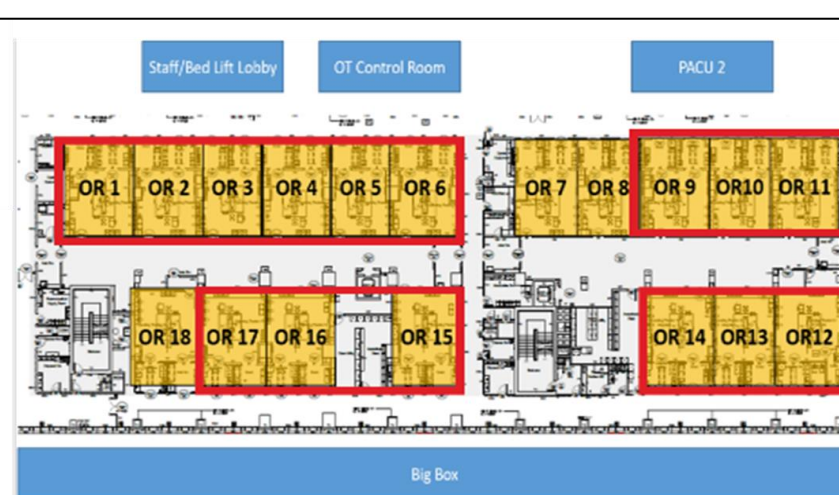 Staff/Bed Lift Lobby OT Control Room PACU 2
OR 1 OR 2 OR 3 OR 4 OR 5 OR 6 OR 7 OR 8 OR 9 OR10 OR 11
OR 18 OR 17 OR 16 OR 15 OR 14 OR13 OR12
Big Box